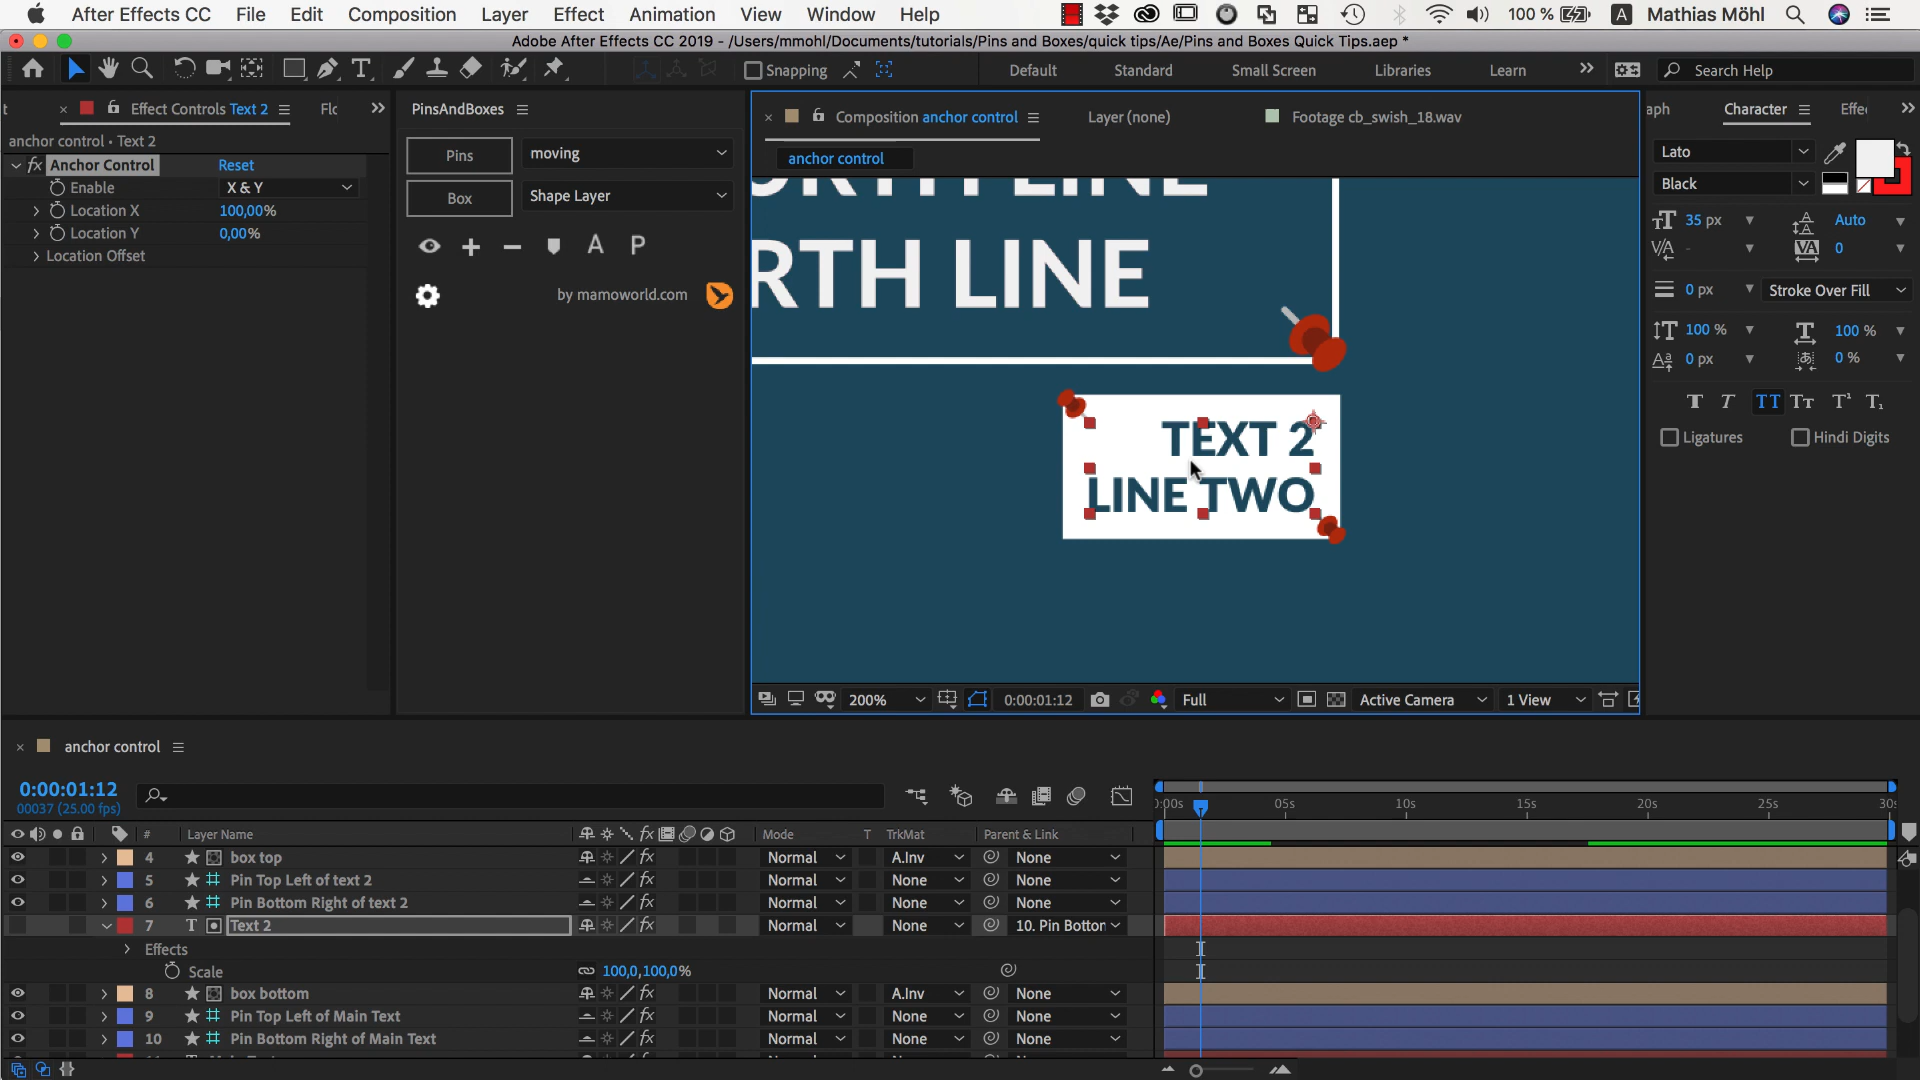 After Effects CC File Edit Composition Layer Effect Animation View Window Help 100 % A Mathias Möhl
Adobe After Effects CC 2019 - /Users/mmohl/Documents/tutorials/Pins and Boxes/quick tips/Ae/Pins and Boxes Quick Tips.aep *
Snapping Default Standard Small Screen Libraries Learn Search Help
Effect Controls Text 2
PinsAndBoxes
Composition anchor control Layer (none) Footage cb_swish_18.wav
Character
anchor control • Text 2
anchor control
fx Anchor Control Reset
Enable X & Y
Location X 100,00%
Location Y 0,00%
Location Offset
Pins moving
Box Shape Layer
A P
by mamoworld.com
RTH LINE
TEXT 2
LINE TWO
200% 0:00:01:12 Full Active Camera 1 View
Lato
Black
35 px Auto
- 0
0 px Stroke Over Fill
100 % 100 %
0 px 0 %
T T TT Tt T¹ T₁
Ligatures Hindi Digits
anchor control
0:00:01:12
00037 (25.00 fps)
05s 10s 15s 20s 25s
# Layer Name Mode T TrkMat Parent & Link
4 box top Normal A.Inv None
5 Pin Top Left of text 2 Normal None None
6 Pin Bottom Right of text 2 Normal None None
7 T Text 2 Normal None 10. Pin Bottor
Effects
Scale 100,0,100,0%
8 box bottom Normal A.Inv None
9 Pin Top Left of Main Text Normal None None
10 Pin Bottom Right of Main Text Normal None None